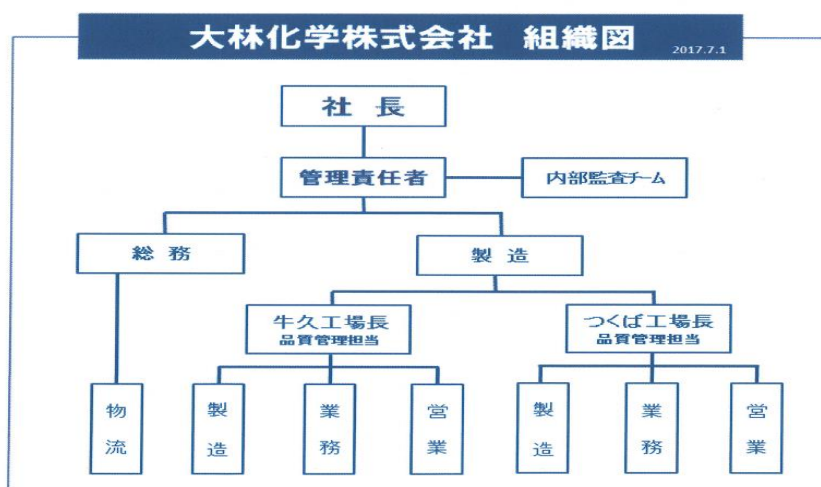 大林化学株式会社 組織図 2017.7.1
社 長
管理責任者
内部監査チーム
総 務
製 造
牛久工場長
品質管理担当
つくば工場長
品質管理担当
物流
製造
業務
営業
製造
業務
営業